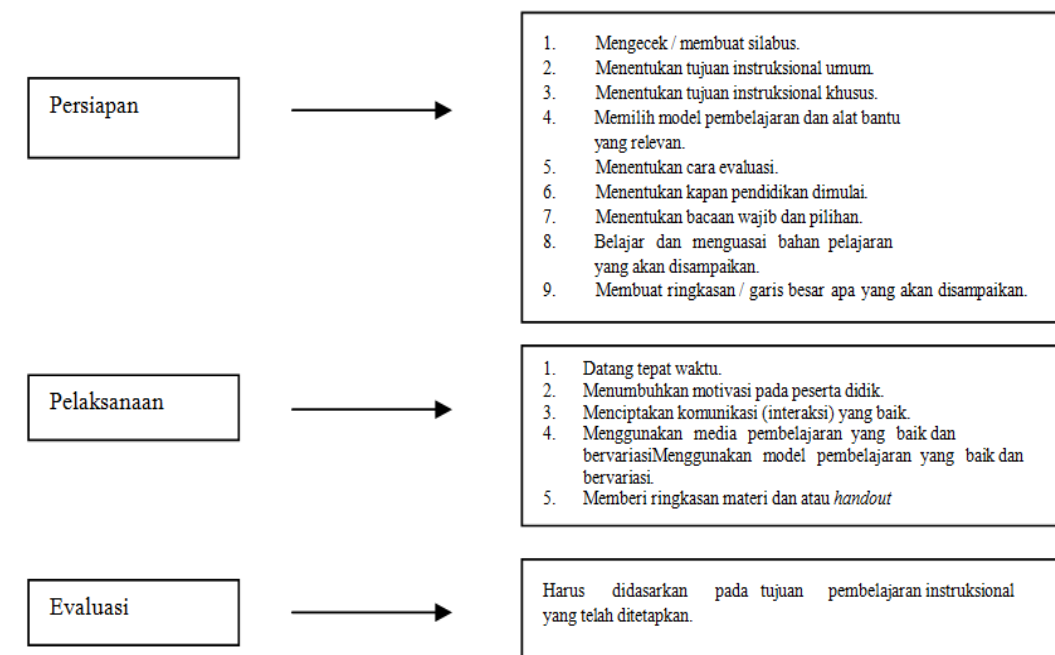 Persiapan
1. Mengecek / membuat silabus.
2. Menentukan tujuan instruksional umum.
3. Menentukan tujuan instruksional khusus.
4. Memilih model pembelajaran dan alat bantu
yang relevan.
5. Menentukan cara evaluasi.
6. Menentukan kapan pendidikan dimulai.
7. Menentukan bacaan wajib dan pilihan.
8. Belajar dan menguasai bahan pelajaran
yang akan disampaikan.
9. Membuat ringkasan / garis besar apa yang akan disampaikan.
Pelaksanaan
1. Datang tepat waktu.
2. Menumbuhkan motivasi pada peserta didik.
3. Menciptakan komunikasi (interaksi) yang baik.
4. Menggunakan media pembelajaran yang baik dan
bervariasiMenggunakan model pembelajaran yang baik dan
bervariasi.
5. Memberi ringkasan materi dan atau handout
Evaluasi
Harus didasarkan pada tujuan pembelajaran instruksional
yang telah ditetapkan.